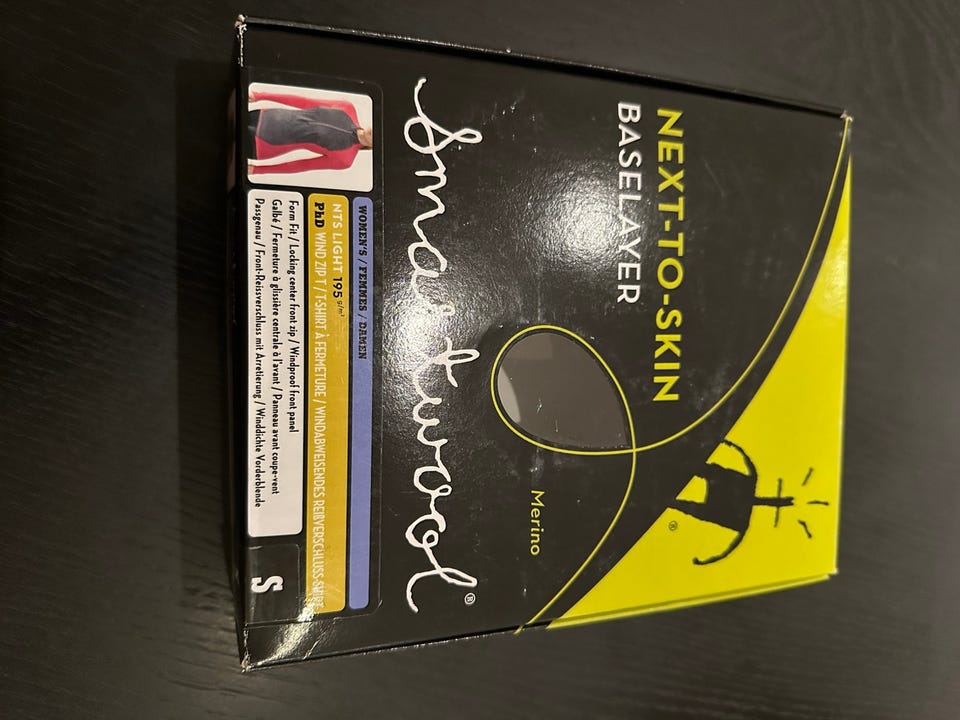 NEXT-TO-SKIN
BASELAYER
Merino
®
smartwool®
WOMEN'S / FEMMES / DAMEN
NTS LIGHT 195 g/m²
PhD WIND ZIP T / T-SHIRT À FERMETURE / WINDABWEISENDES REIßVERSCHLUSS-SHIRT
Form Fit / Locking center front zip / Windproof front panel
Galbé / Fermeture à glissière centrale à l'avant / Panneau avant coupe-vent
Passgenau / Front-Reissverschluss mit Arretierung / Winddichte Vorderblende
S